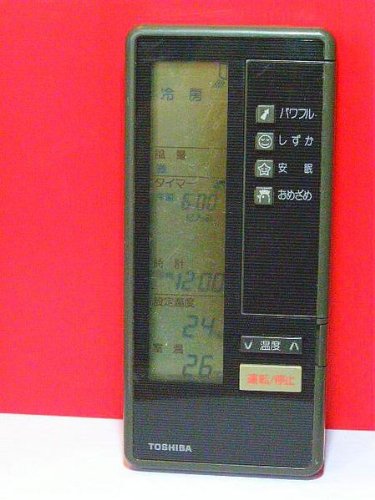 冷房
パワフル
しずか
安眠
おめざめ
風量
タイマー
6:00
時計
12:00
設定温度
24
室温
26
温度
運転/停止
TOSHIBA